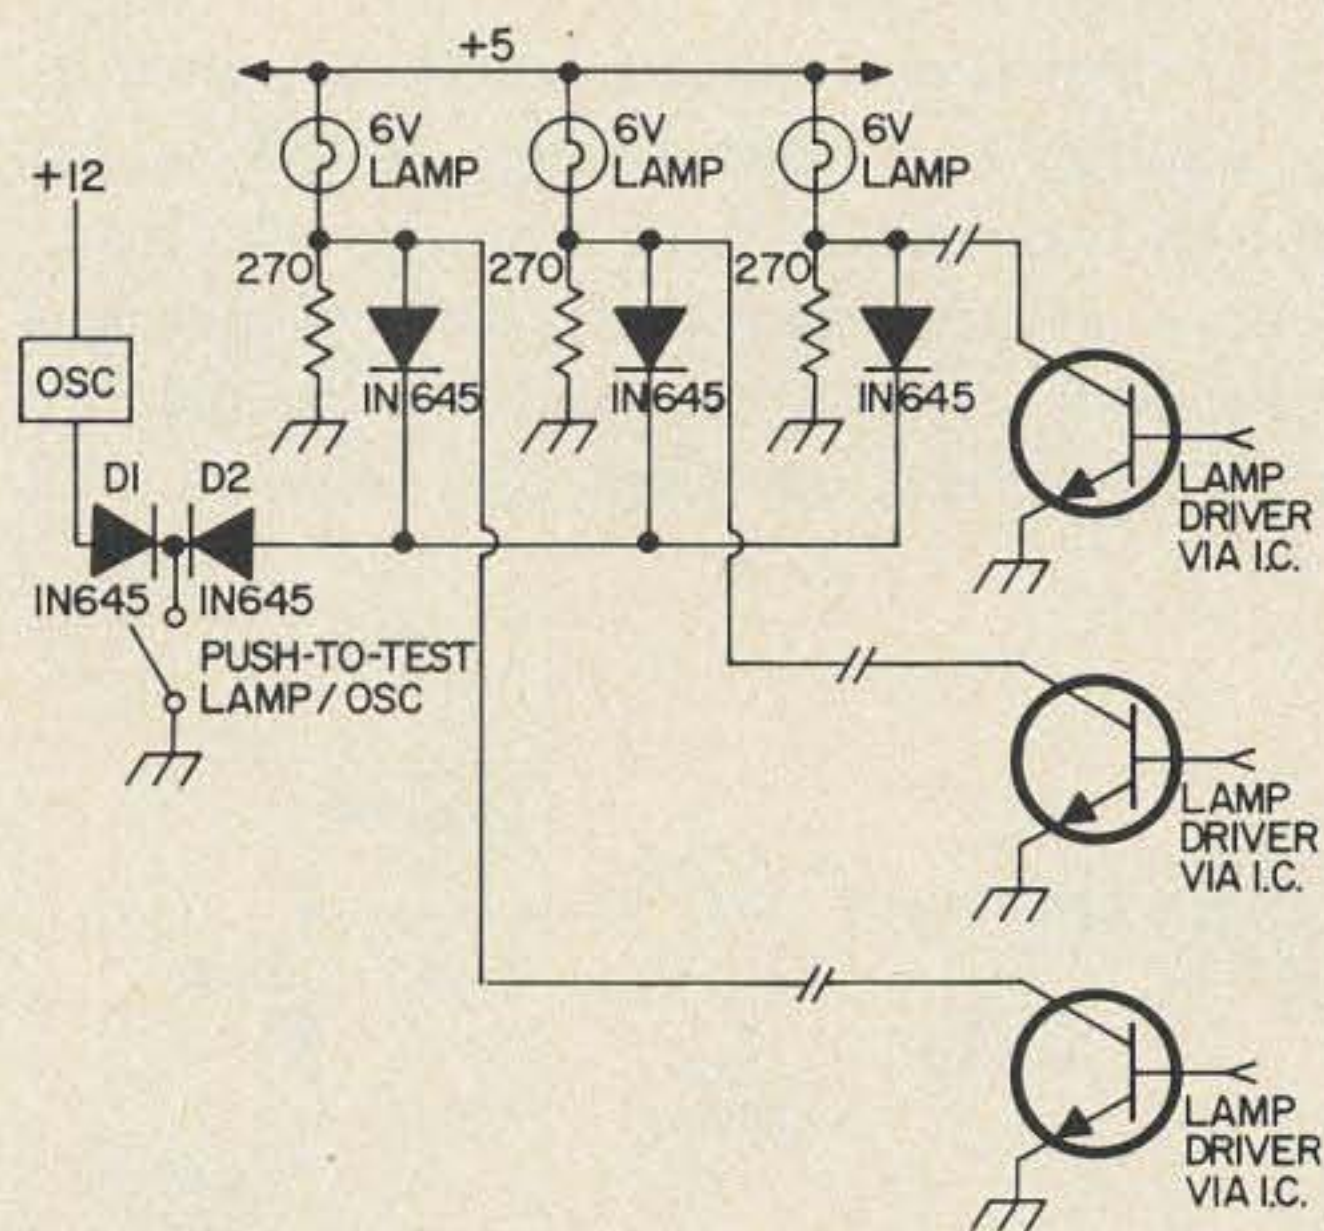 +5
6V
LAMP
6V
LAMP
6V
LAMP
+12
270
270
270
OSC
IN645
IN645
IN645
D1
D2
IN645
IN645
PUSH-TO-TEST
LAMP/OSC
LAMP
DRIVER
VIA I.C.
LAMP
DRIVER
VIA I.C.
LAMP
DRIVER
VIA I.C.